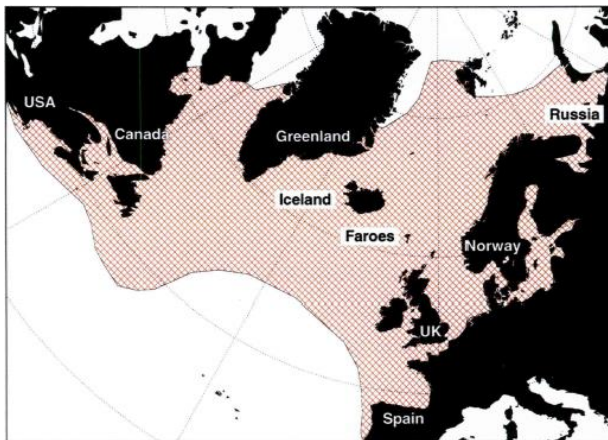 USA
Canada
Greenland
Russia
Iceland
Faroes
Norway
UK
Spain